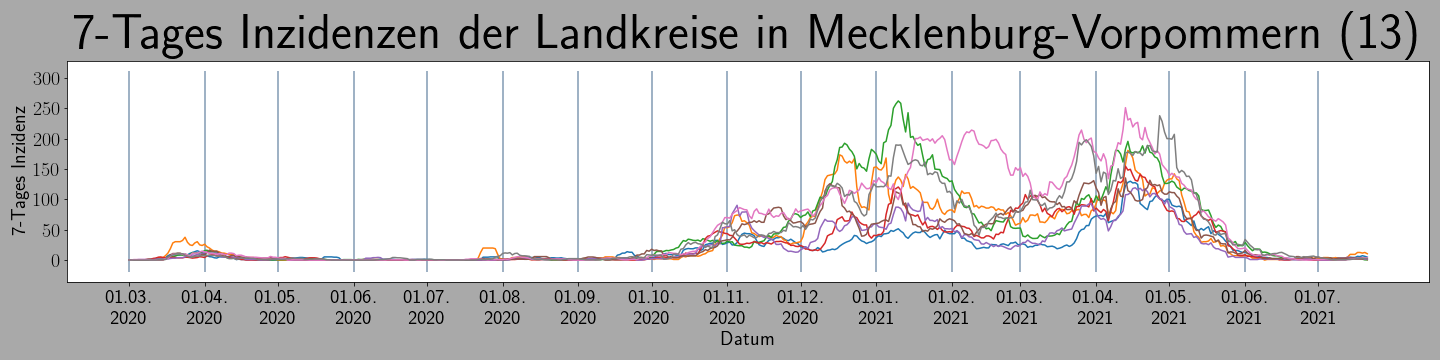 7-Tages Inzidenzen der Landkreise in Mecklenburg-Vorpommern (13)
7-Tages Inzidenz
300
250
200
150
100
50
0
01.03. 01.04. 01.05. 01.06. 01.07. 01.08. 01.09. 01.10. 01.11. 01.12. 01.01. 01.02. 01.03. 01.04. 01.05. 01.06. 01.07.
2020 2020 2020 2020 2020 2020 2020 2020 2020 2020 2021 2021 2021 2021 2021 2021 2021
Datum